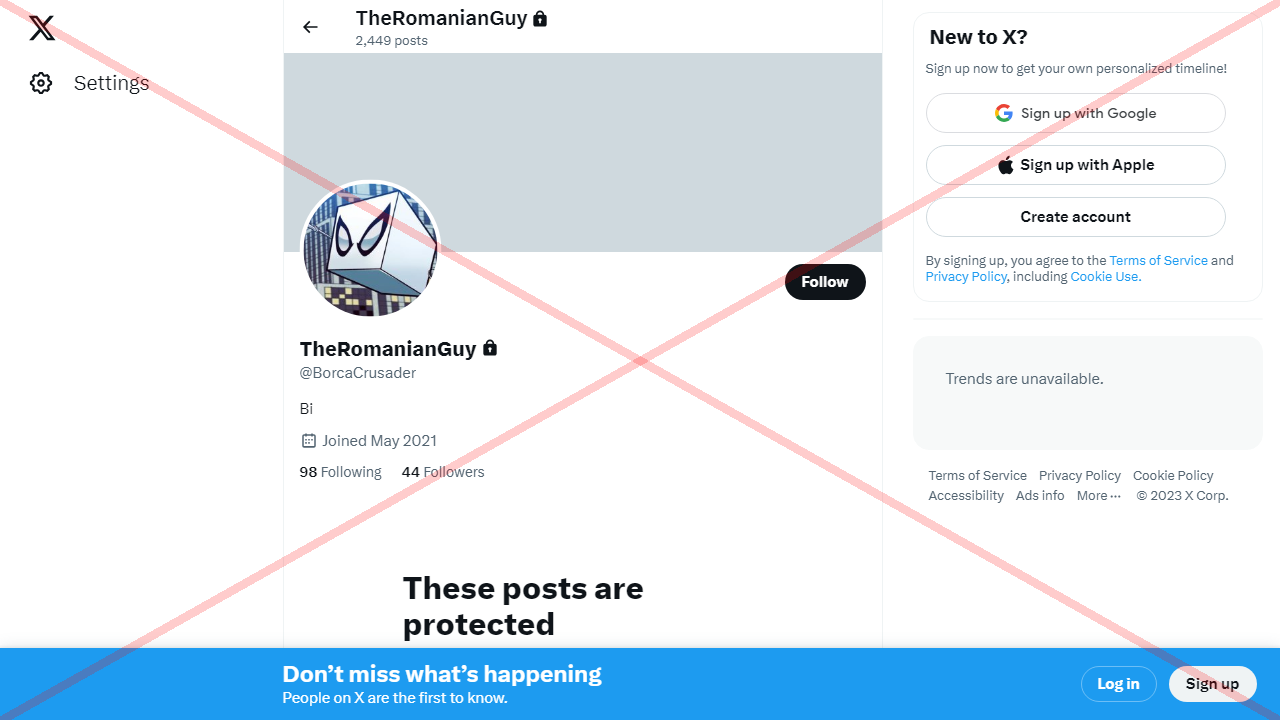 Settings
TheRomanianGuy
2,449 posts
Follow
TheRomanianGuy
@BorcaCrusader
Bi
Joined May 2021
98 Following 44 Followers
These posts are
protected
New to X?
Sign up now to get your own personalized timeline!
Sign up with Google
Sign up with Apple
Create account
By signing up, you agree to the Terms of Service and
Privacy Policy, including Cookie Use.
Trends are unavailable.
Terms of Service Privacy Policy Cookie Policy
Accessibility Ads info More ··· © 2023 X Corp.
Don’t miss what’s happening
People on X are the first to know.
Log in
Sign up